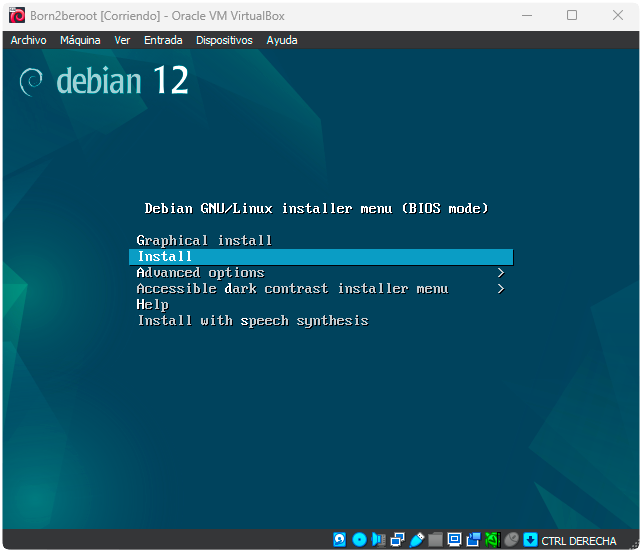 Born2beroot [Corriendo] - Oracle VM VirtualBox
Archivo Máquina Ver Entrada Dispositivos Ayuda
debian 12
Debian GNU/Linux installer menu (BIOS mode)
Graphical install
Install
Advanced options >
Accessible dark contrast installer menu >
Help
Install with speech synthesis
CTRL DERECHA